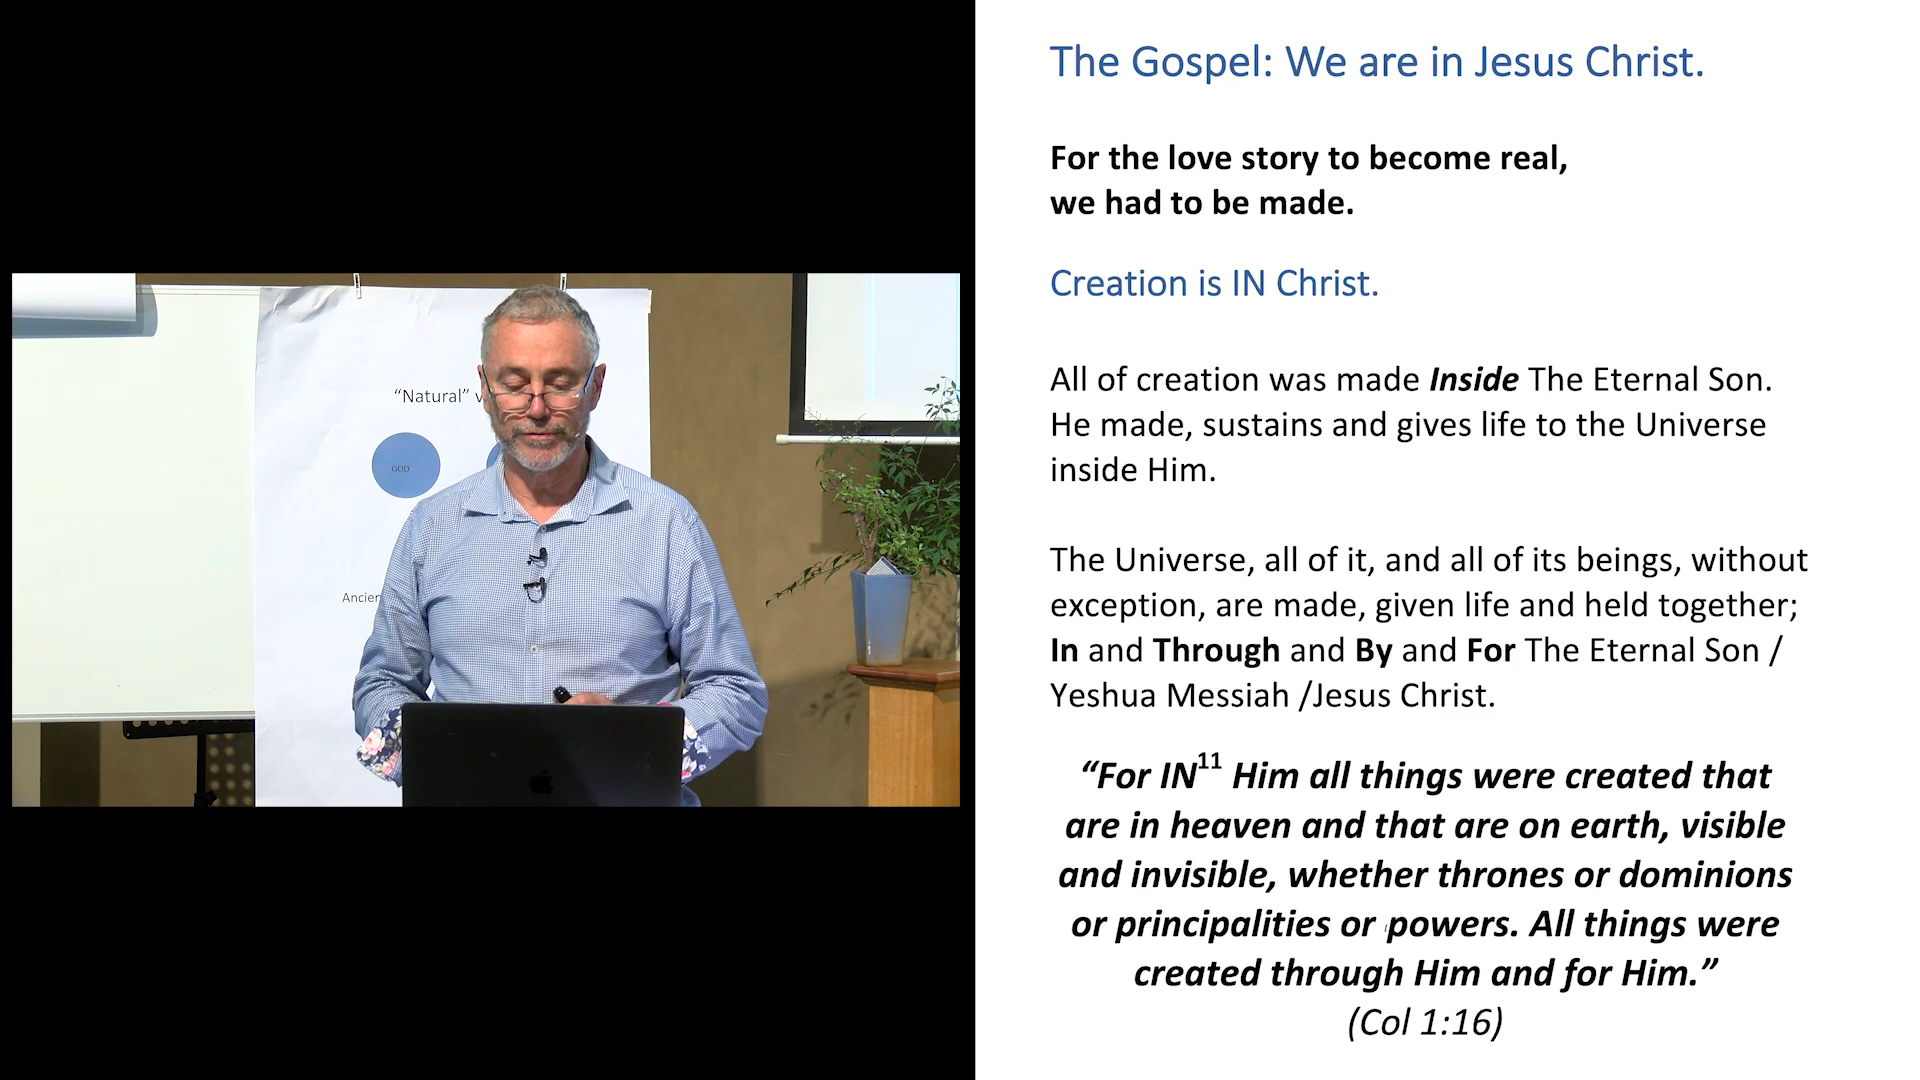 “Natural” v
GOD
Ancien
The Gospel: We are in Jesus Christ.
For the love story to become real,
we had to be made.
Creation is IN Christ.
All of creation was made Inside The Eternal Son.
He made, sustains and gives life to the Universe
inside Him.
The Universe, all of it, and all of its beings, without
exception, are made, given life and held together;
In and Through and By and For The Eternal Son /
Yeshua Messiah /Jesus Christ.
“For IN11 Him all things were created that
are in heaven and that are on earth, visible
and invisible, whether thrones or dominions
or principalities or powers. All things were
created through Him and for Him.”
(Col 1:16)